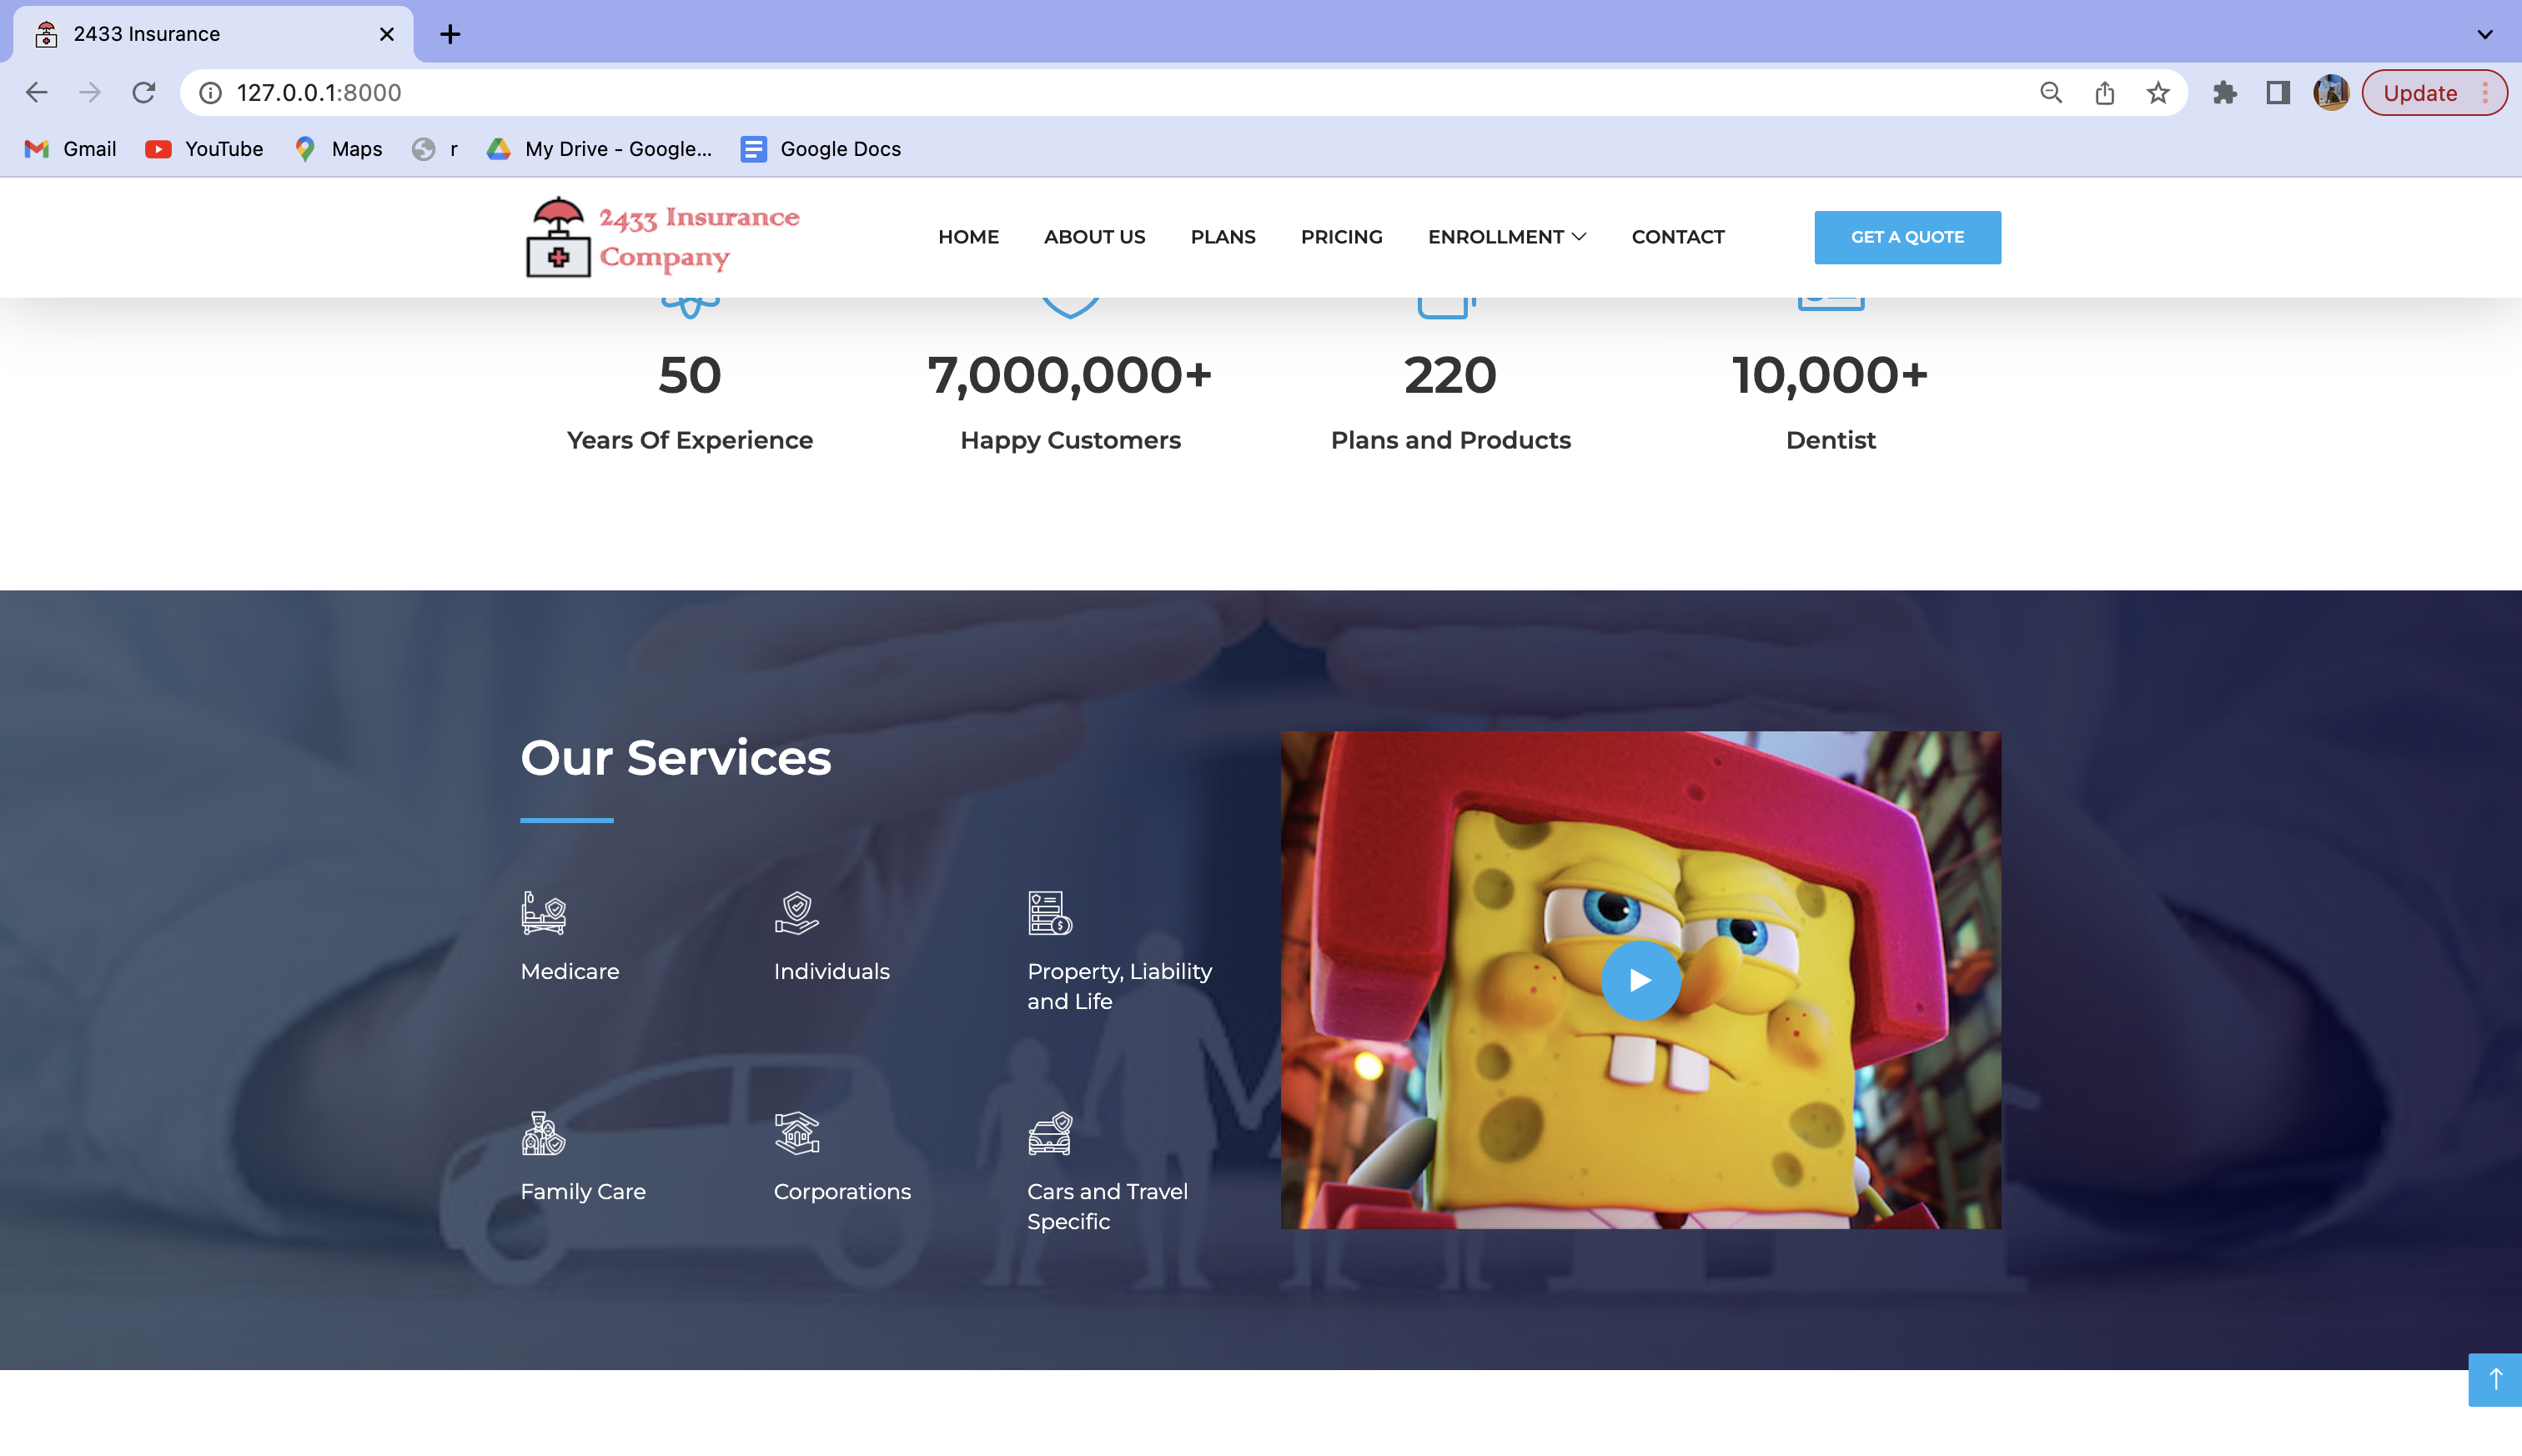 2433 Insurance
127.0.0.1:8000
Update
Gmail
YouTube
Maps
r
My Drive - Google...
Google Docs
2433 Insurance
Company
HOME
ABOUT US
PLANS
PRICING
ENROLLMENT
CONTACT
GET A QUOTE
50
7,000,000+
220
10,000+
Years Of Experience
Happy Customers
Plans and Products
Dentist
Our Services
Medicare
Individuals
Property, Liability
and Life
Family Care
Corporations
Cars and Travel
Specific